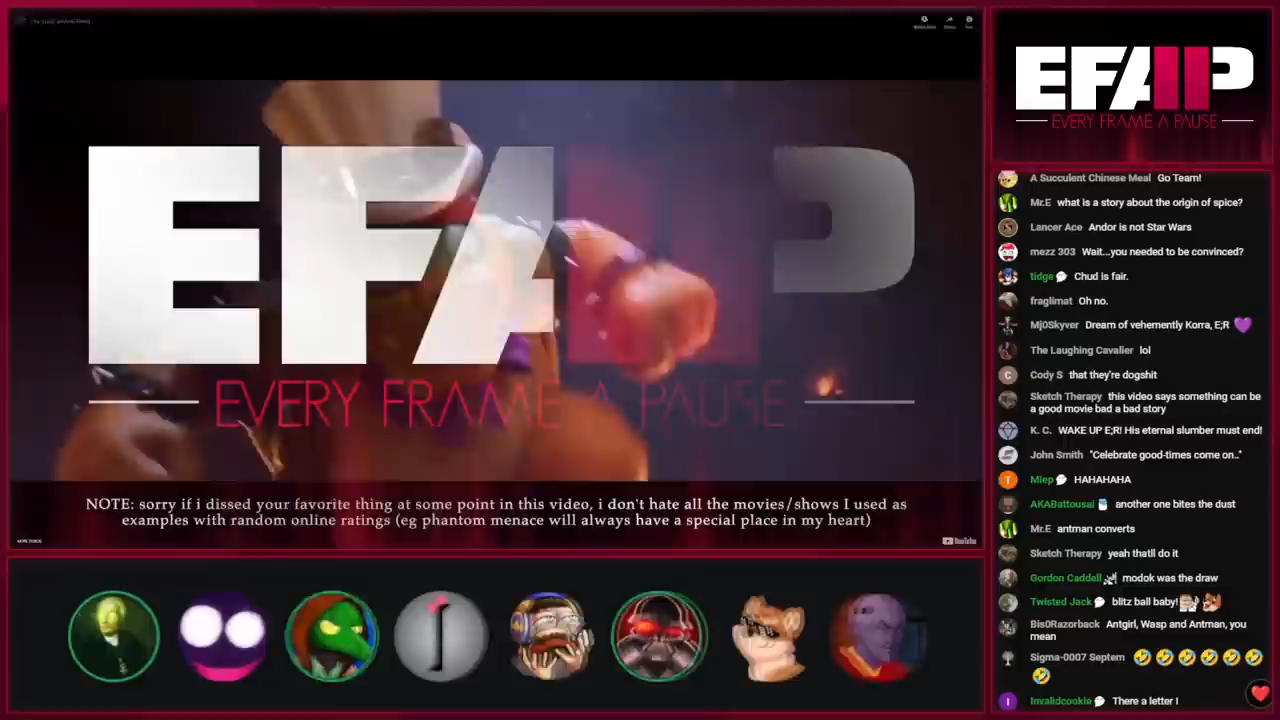 EFAP
EVERY FRAME A PAUSE
NOTE: sorry if i dissed your favorite thing at some point in this video, i don't hate all the movies/shows I used as
examples with random online ratings (eg phantom menace will always have a special place in my heart)
MORE VIDEOS
YouTube
EFAP
EVERY FRAME A PAUSE
A Succulent Chinese Meal Go Team!
Mr.E what is a story about the origin of spice?
Lancer Ace Andor is not Star Wars
mezz 303 Wait...you needed to be convinced?
tidge Chud is fair.
fraglimat Oh no.
Mj0Skyver Dream of vehemently Korra, E;R
The Laughing Cavalier lol
C
Cody S that they're dogshit
Sketch Therapy this video says something can be
a good movie bad a bad story
K. C. WAKE UP E;R! His eternal slumber must end!
John Smith "Celebrate good-times come on.."
T
Miep HAHAHAHA
AKABattousai another one bites the dust
Mr.E antman converts
Sketch Therapy yeah thatll do it
Gordon Caddell modok was the draw
Twisted Jack blitz ball baby!
Bis0Razorback Antgirl, Wasp and Antman, you
mean
Sigma-0007 Septem
I
Invalidcookie There a letter I